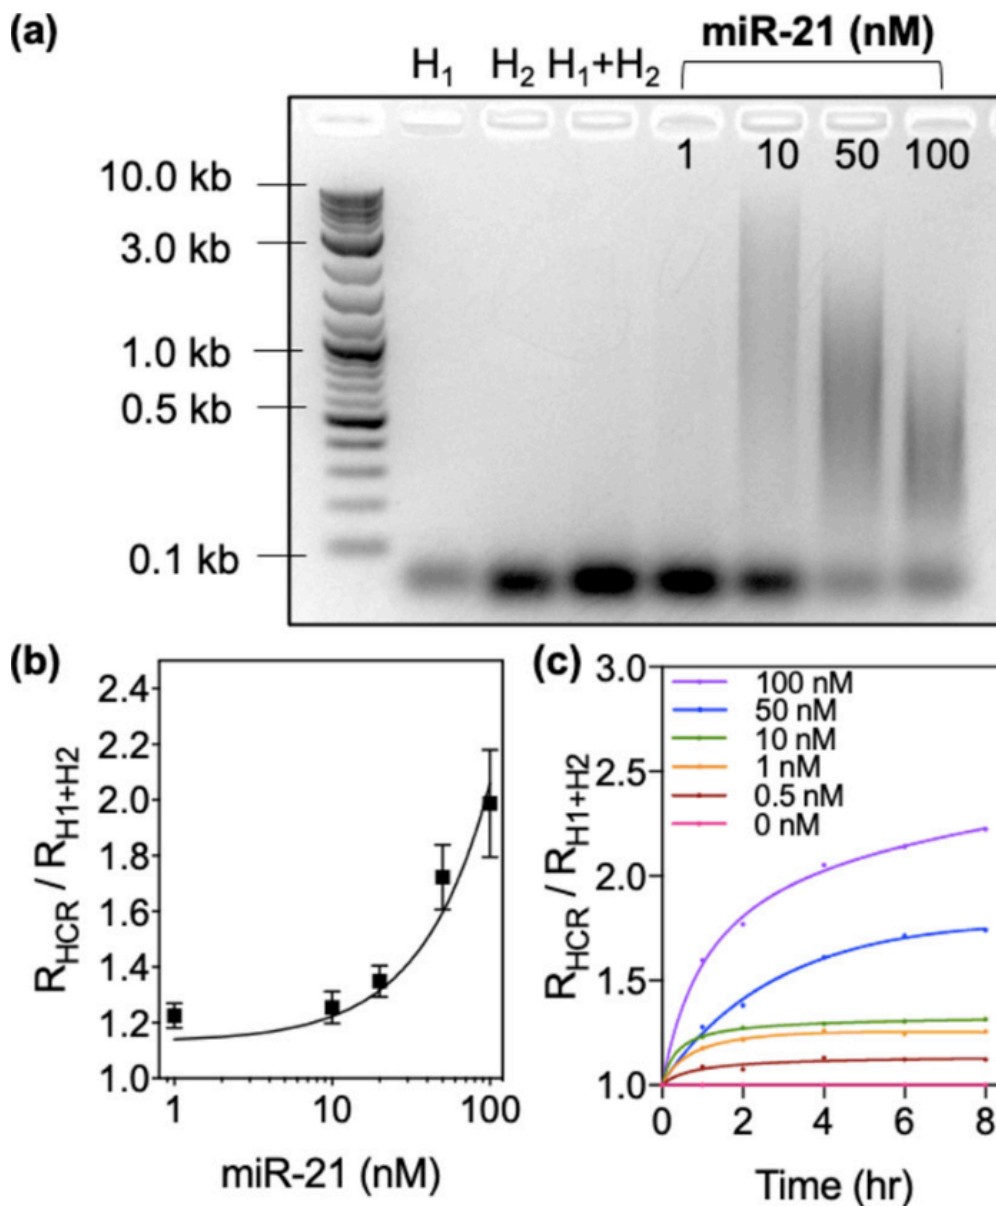 (a)
miR-21 (nM)
H₁ H₂ H₁+H₂
1 10 50 100
10.0 kb
3.0 kb
1.0 kb
0.5 kb
0.1 kb
(b)
R_HCR / R_H1+H2
2.4
2.2
2.0
1.8
1.6
1.4
1.2
1.0
1 10 100
miR-21 (nM)
(c)
R_HCR / R_H1+H2
3.0
2.5
2.0
1.5
1.0
100 nM
50 nM
10 nM
1 nM
0.5 nM
0 nM
0 2 4 6 8
Time (hr)